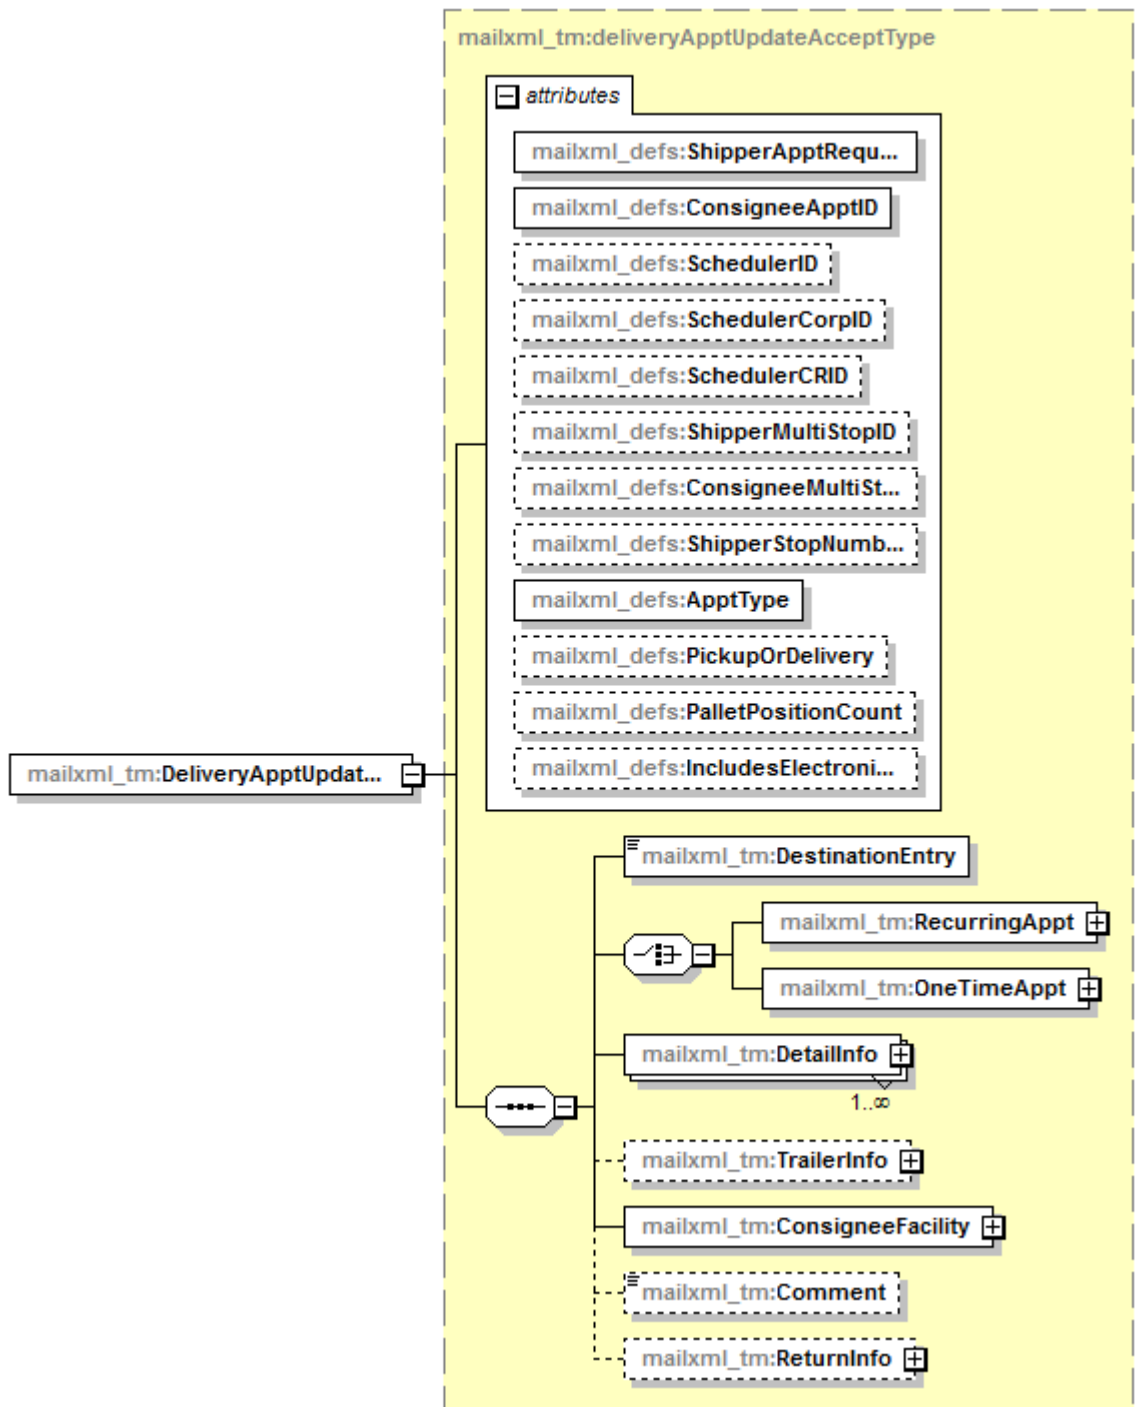 mailxml_tm:deliveryApptUpdateAcceptType
attributes
mailxml_defs:ShipperApptRequ...
mailxml_defs:ConsigneeApptID
mailxml_defs:SchedulerID
mailxml_defs:SchedulerCorpID
mailxml_defs:SchedulerCRID
mailxml_defs:ShipperMultiStopID
mailxml_defs:ConsigneeMultiSt...
mailxml_defs:ShipperStopNumb...
mailxml_defs:ApptType
mailxml_defs:PickupOrDelivery
mailxml_defs:PalletPositionCount
mailxml_defs:IncludesElectroni...
mailxml_tm:DeliveryApptUpdat...
mailxml_tm:DestinationEntry
mailxml_tm:RecurringAppt
mailxml_tm:OneTimeAppt
mailxml_tm:DetailInfo
1..∞
mailxml_tm:TrailerInfo
mailxml_tm:ConsigneeFacility
mailxml_tm:Comment
mailxml_tm:ReturnInfo